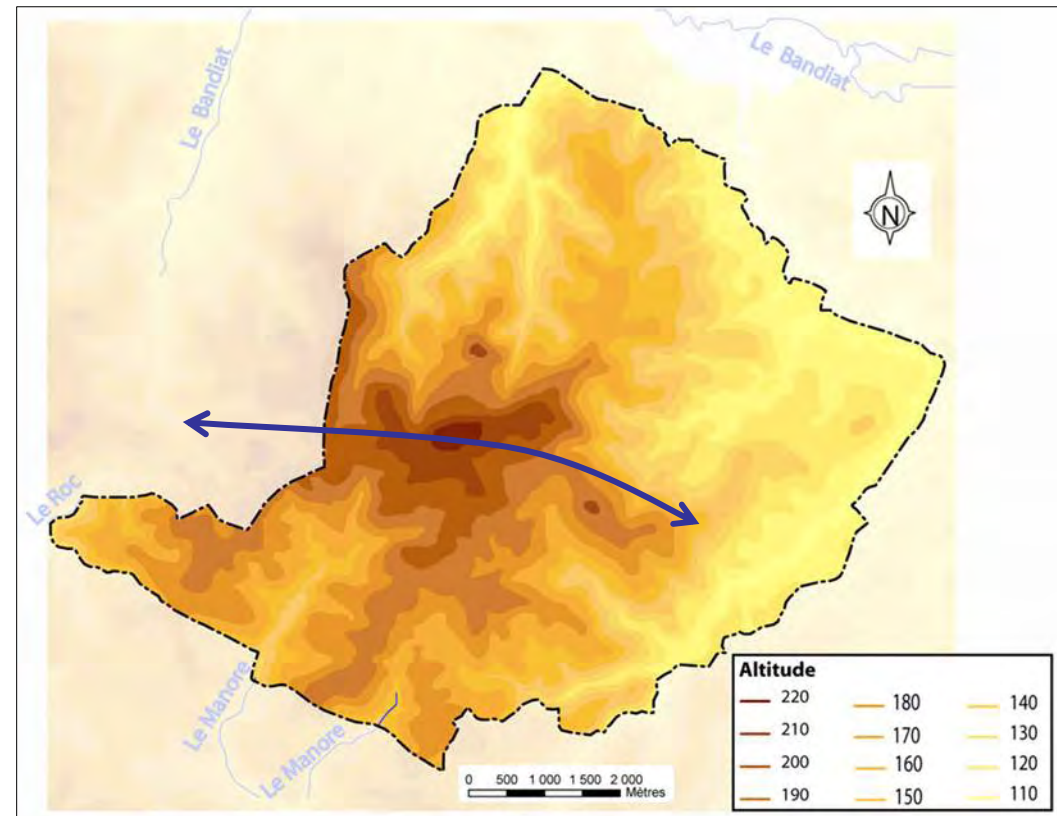 Le Bandiat
Le Bandiat
N
Le Roc
Le Manore
Le Manore
0 500 1 000 1 500 2 000
Mètres
Altitude
220 180 140
210 170 130
200 160 120
190 150 110